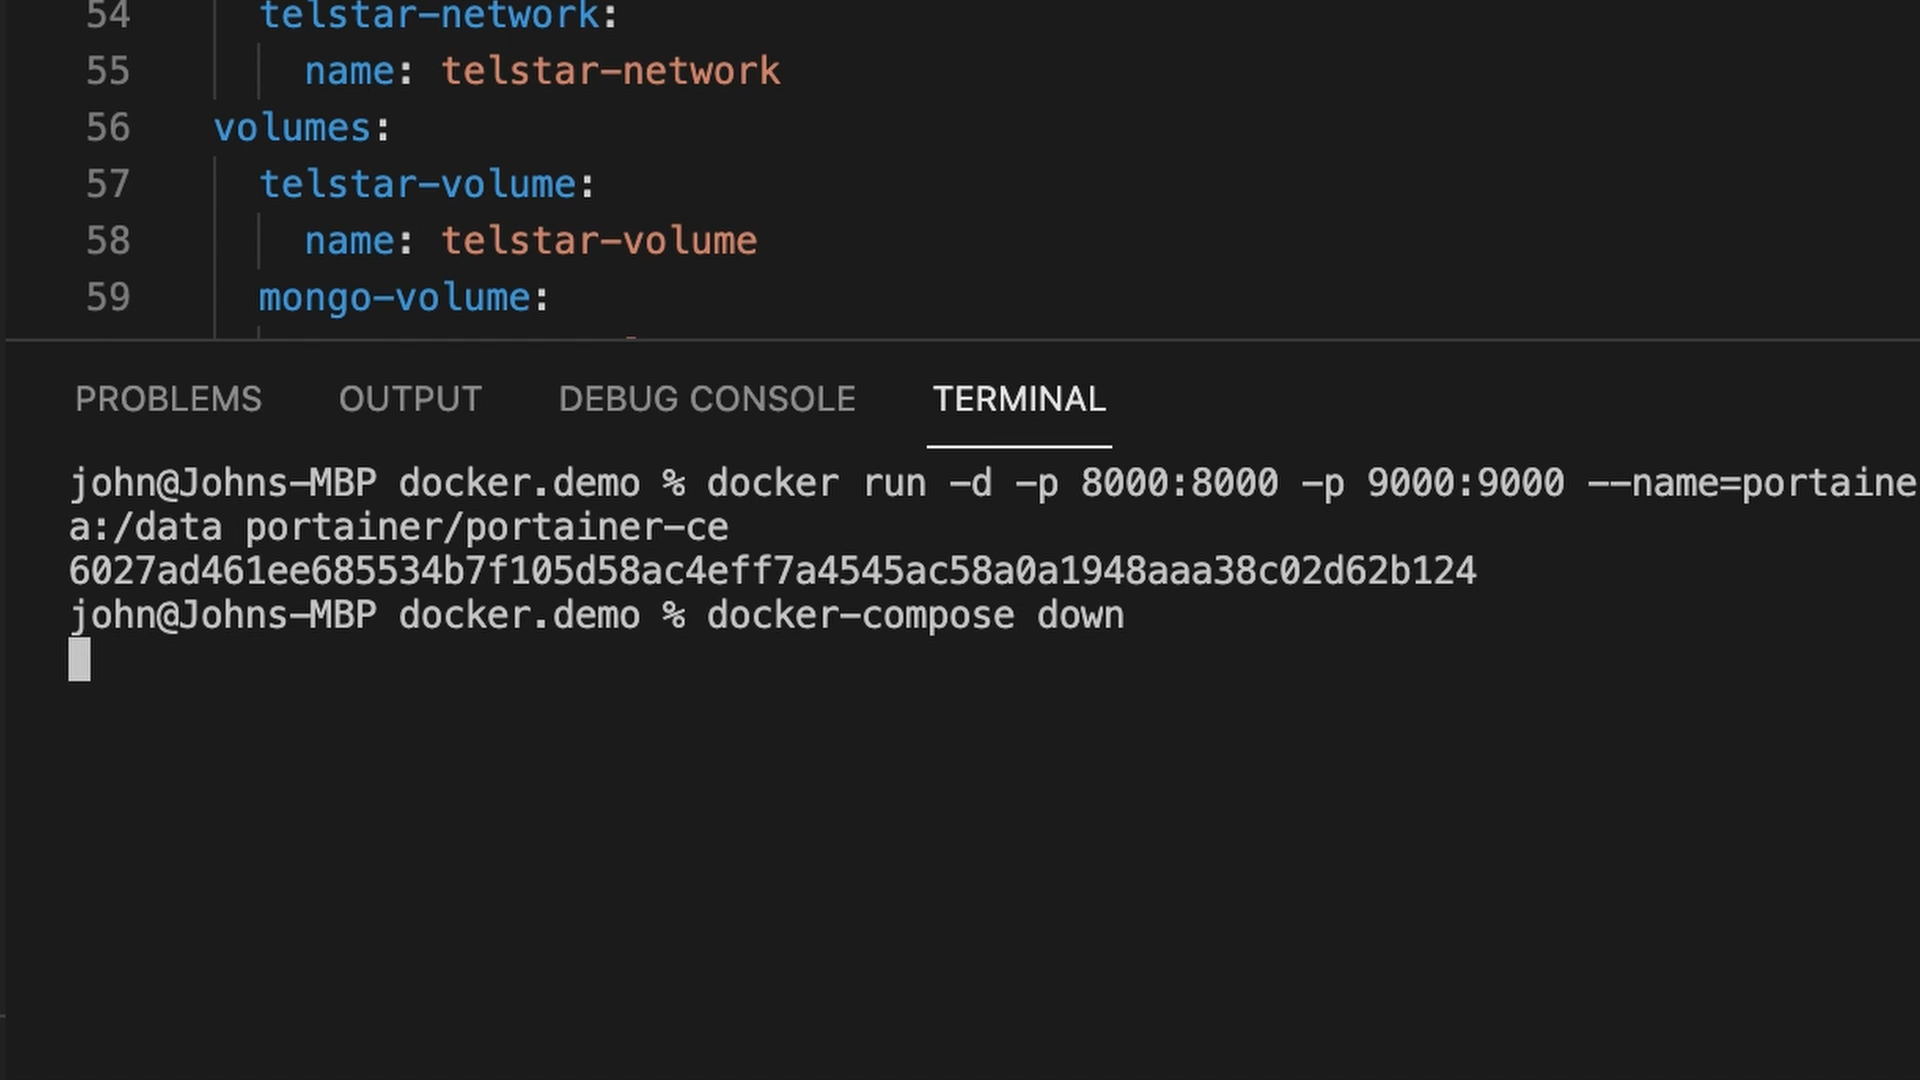 54 telstar-network:
55 name: telstar-network
56 volumes:
57 telstar-volume:
58 name: telstar-volume
59 mongo-volume:
PROBLEMS OUTPUT DEBUG CONSOLE TERMINAL
john@Johns-MBP docker.demo % docker run -d -p 8000:8000 -p 9000:9000 --name=portaine
a:/data portainer/portainer-ce
6027ad461ee685534b7f105d58ac4eff7a4545ac58a0a1948aaa38c02d62b124
john@Johns-MBP docker.demo % docker-compose down